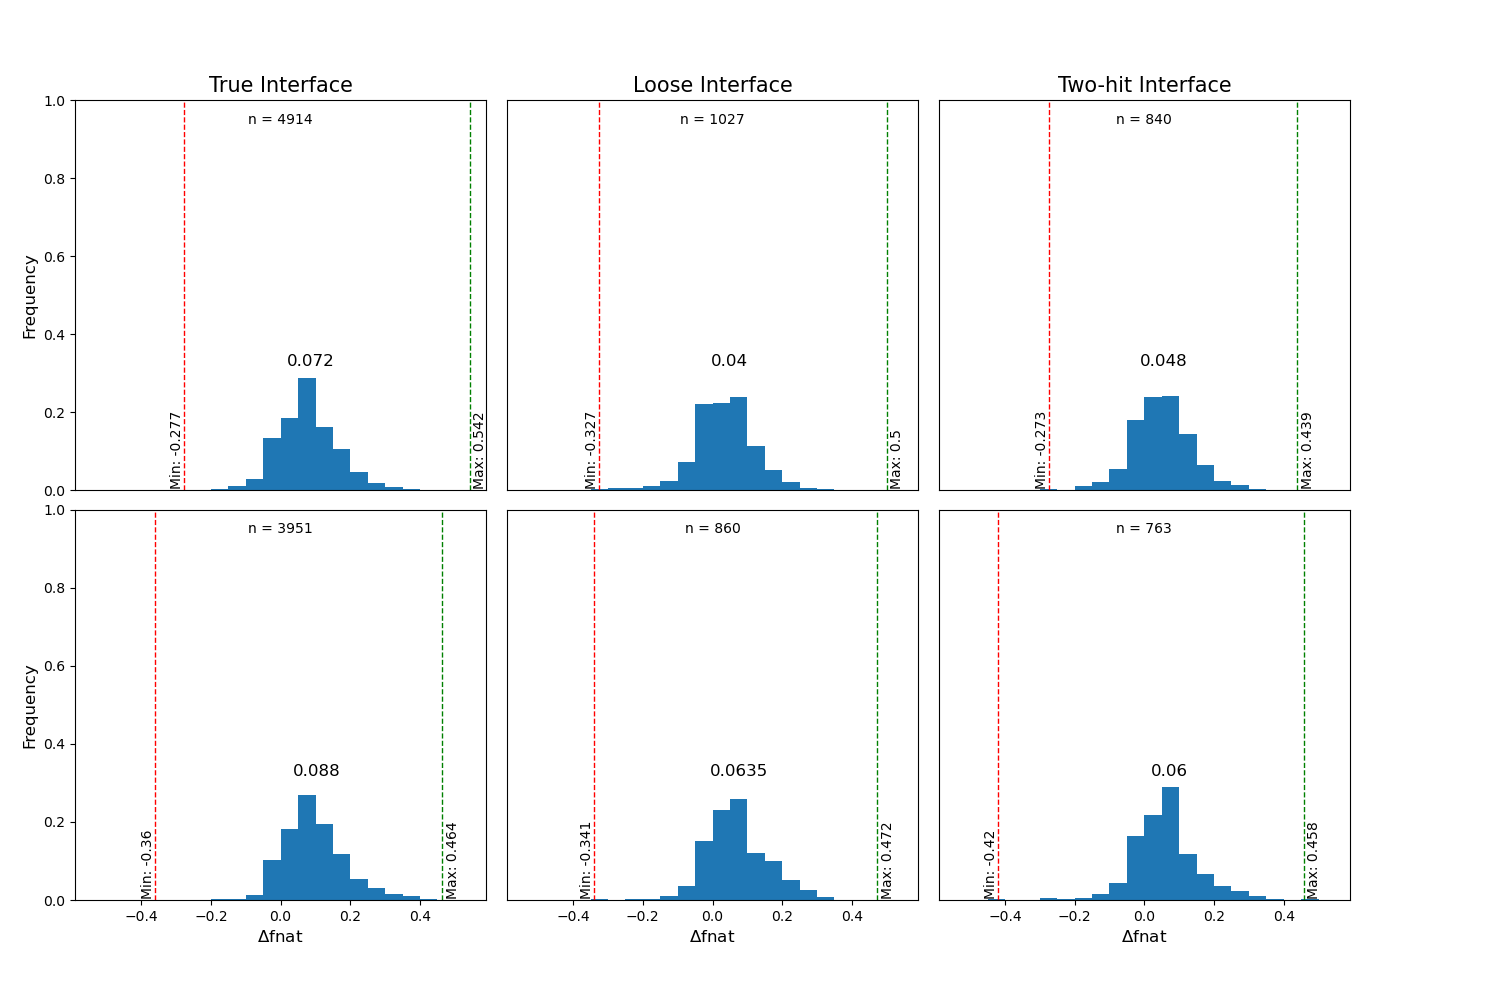 True Interface
Loose Interface
Two-hit Interface
n = 4914
n = 1027
n = 840
Frequency
1.0
0.8
0.6
0.4
0.2
0.0
0.072
0.04
0.048
Min: -0.277
Max: 0.542
Min: -0.327
Max: 0.5
Min: -0.273
Max: 0.439
n = 3951
n = 860
n = 763
Frequency
1.0
0.8
0.6
0.4
0.2
0.0
0.088
0.0635
0.06
Min: -0.36
Max: 0.464
Min: -0.341
Max: 0.472
Min: -0.42
Max: 0.458
−0.4 −0.2 0.0 0.2 0.4
−0.4 −0.2 0.0 0.2 0.4
−0.4 −0.2 0.0 0.2 0.4
Δfnat
Δfnat
Δfnat